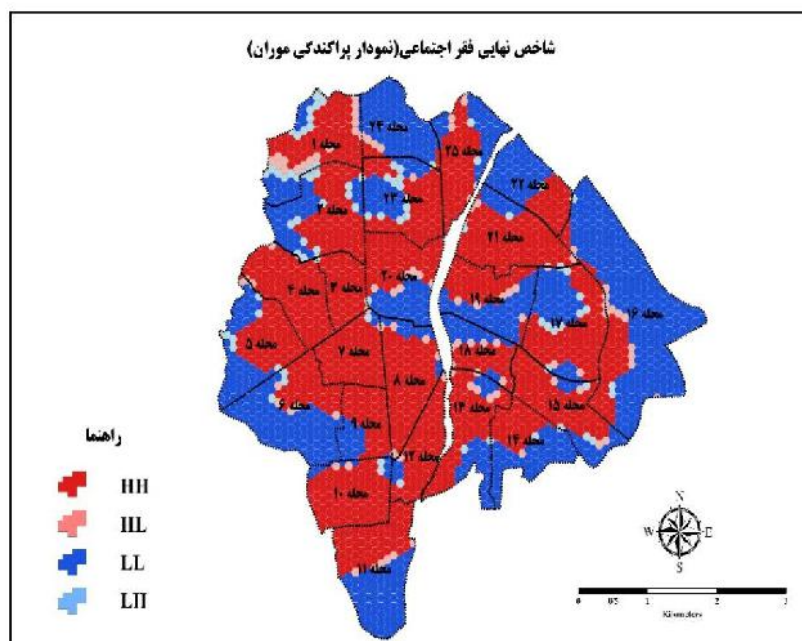 شاخص نهایی فقر اجتماعی(نمودار پراکندگی موران)
محله ۲۴
محله ۱
محله ۲۵
محله ۲۲
محله ۲۳
محله ۲
محله ۲۱
محله ۲۰
محله ۴
محله ۳
محله ۱۹
محله ۱۶
محله ۱۷
محله ۵
محله ۷
محله ۱۸
محله ۸
محله ۶
محله ۱۴
محله ۱۵
محله ۹
محله ۱۴
محله ۱۲
محله ۱۰
محله ۱۱
راهنما
HH
HL
LL
LH
N
W E
S
0 0/5 1 2 3
Kilometers